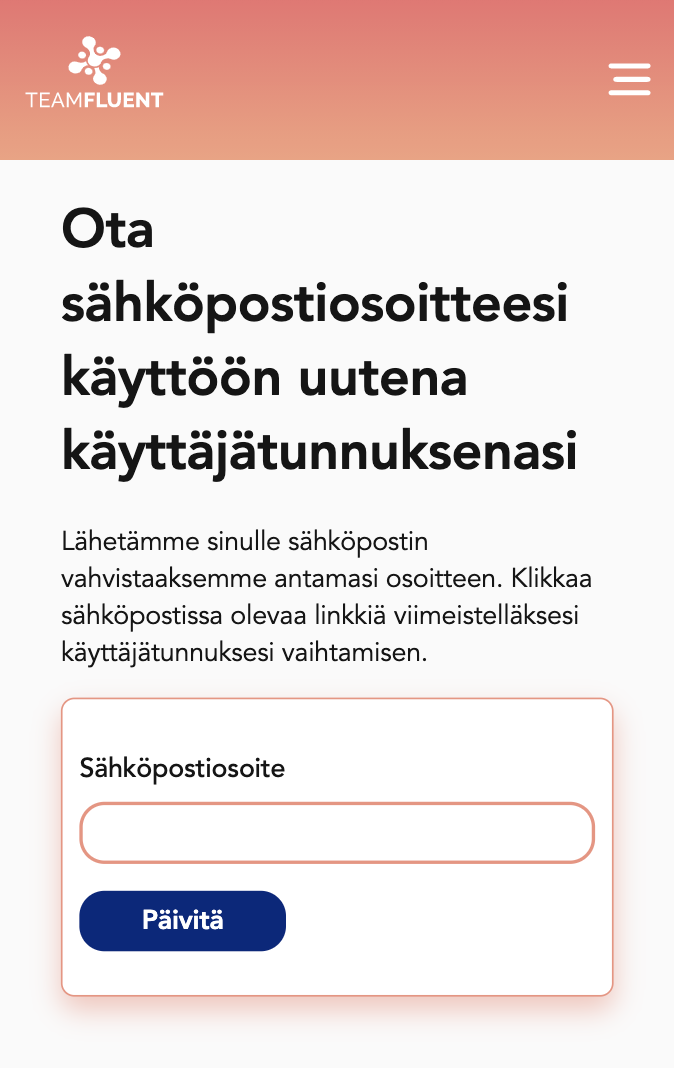 TEAMFLUENT
Ota
sähköpostiosoitteesi
käyttöön uutena
käyttäjätunnuksenasi
Lähetämme sinulle sähköpostin
vahvistaaksemme antamasi osoitteen. Klikkaa
sähköpostissa olevaa linkkiä viimeistelläksesi
käyttäjätunnuksesi vaihtamisen.
Sähköpostiosoite
Päivitä